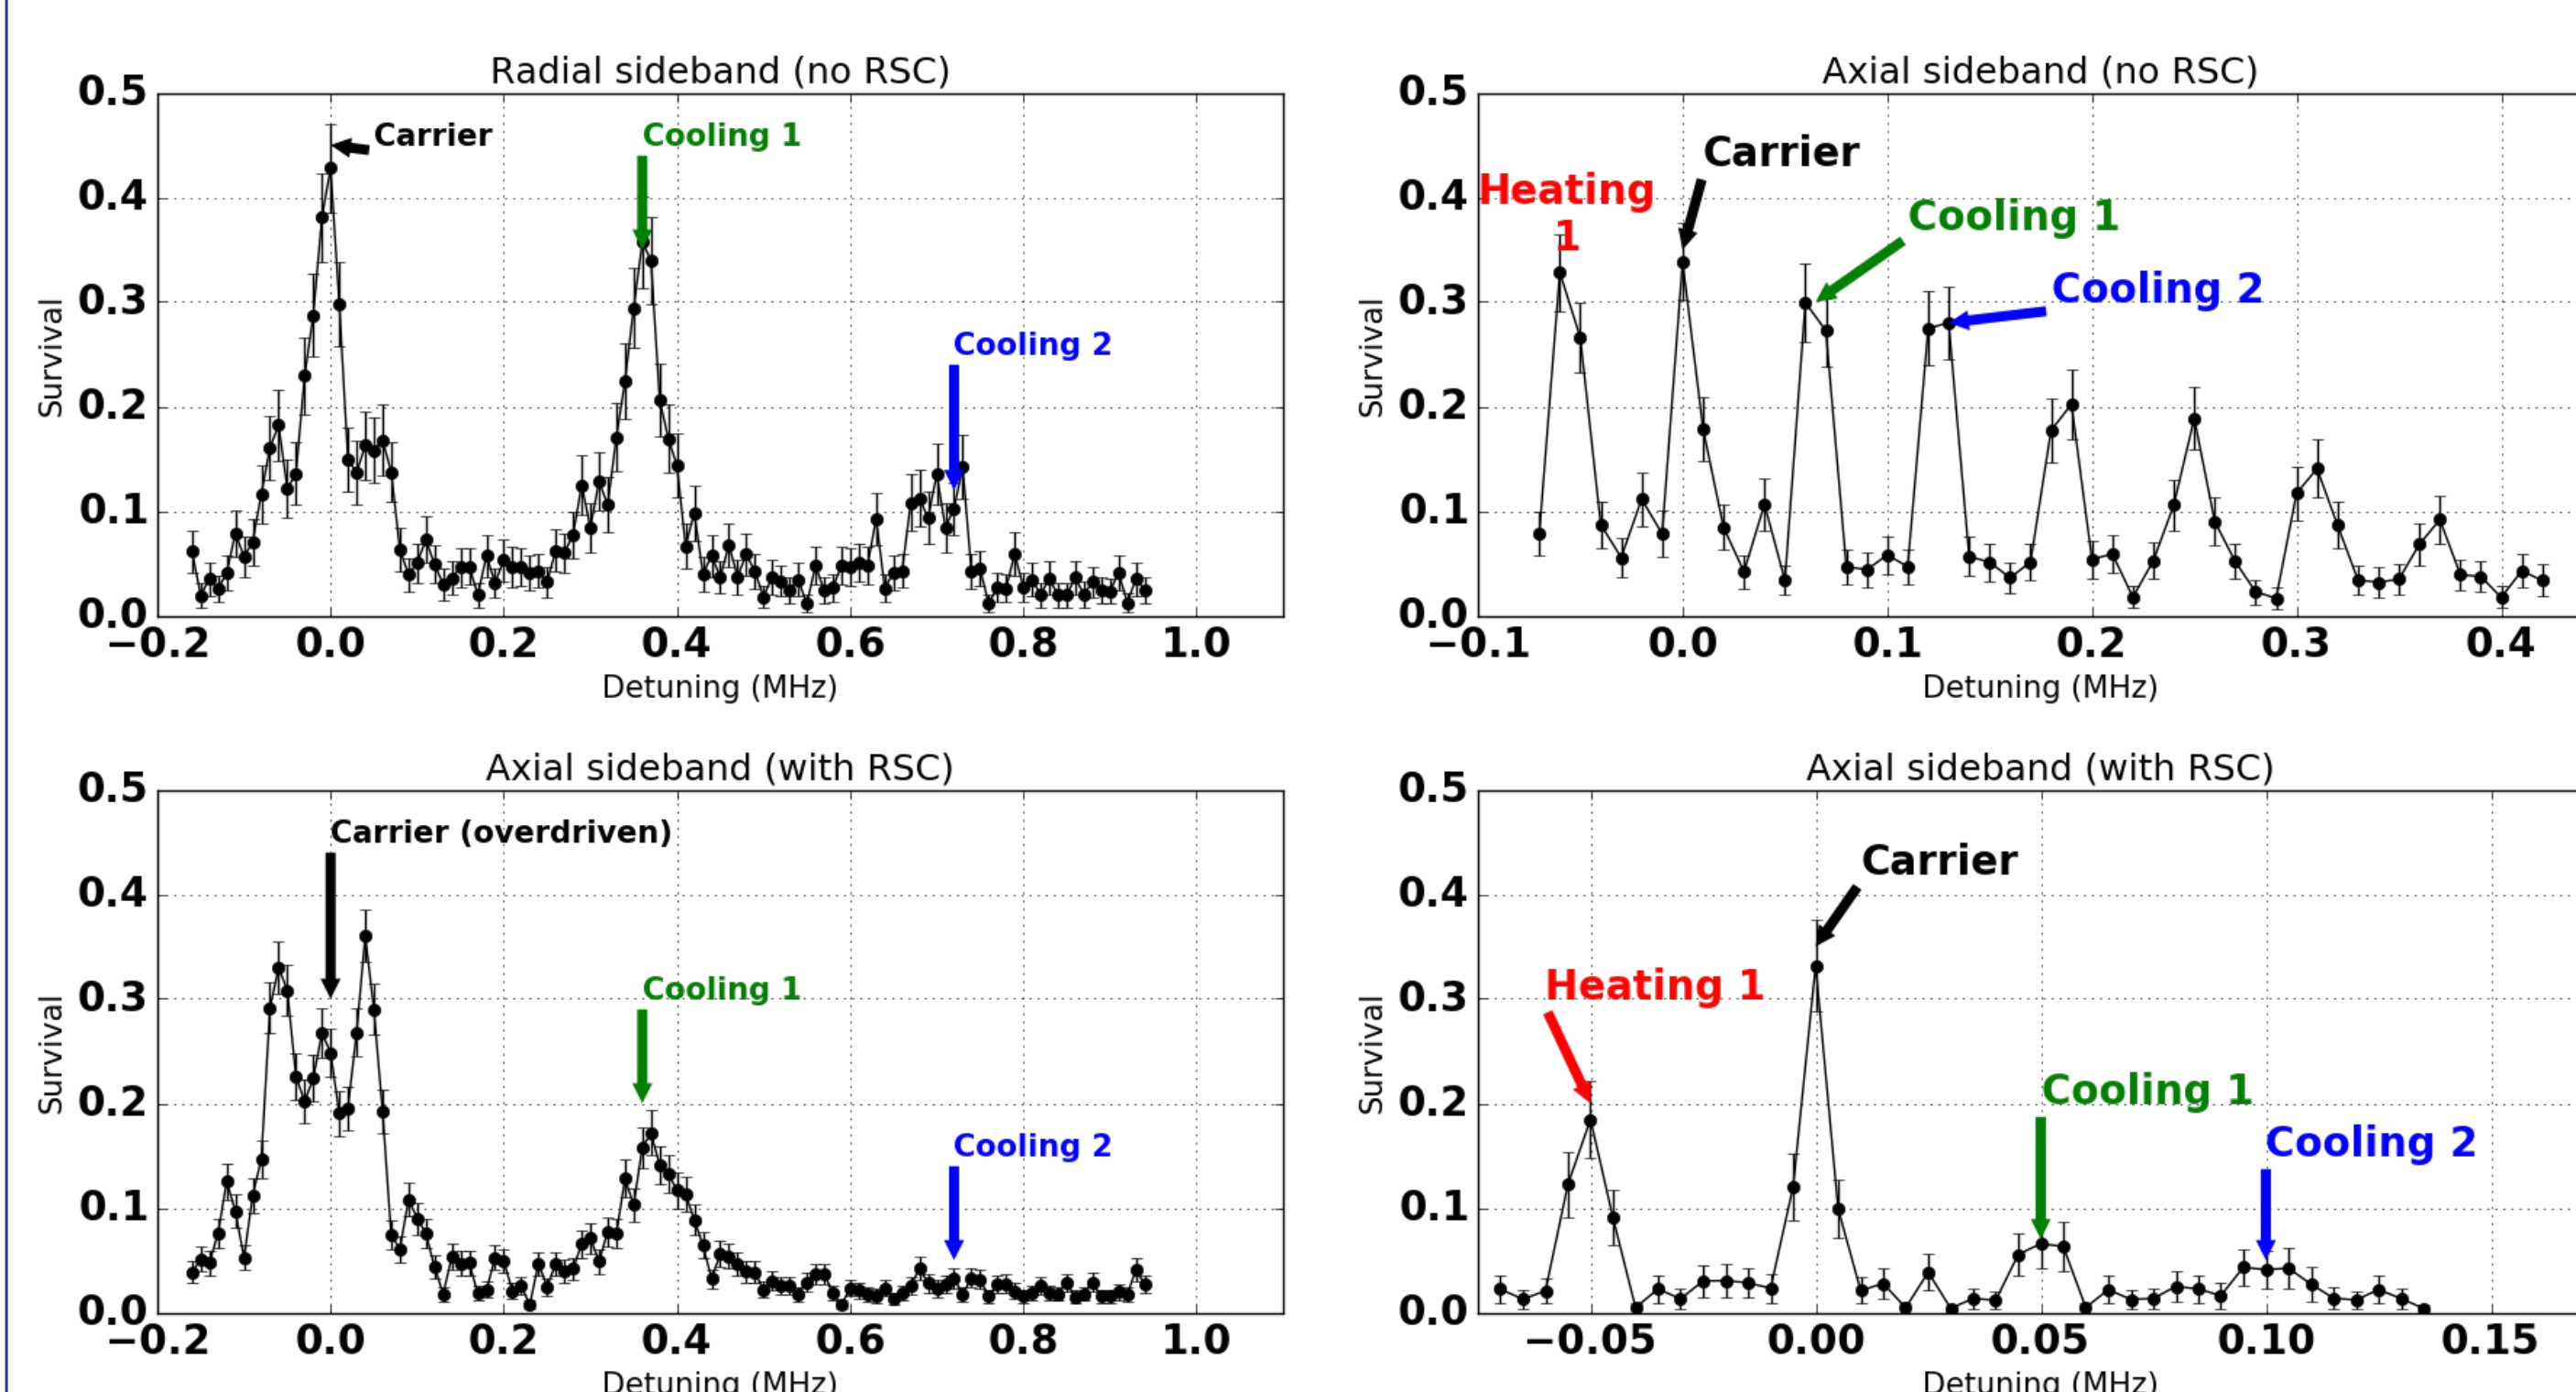 Radial sideband (no RSC)
0.5
0.4
0.3
0.2
0.1
0.0
Survival
Carrier
Cooling 1
Cooling 2
−0.2 0.0 0.2 0.4 0.6 0.8 1.0
Detuning (MHz)
Axial sideband (no RSC)
0.5
0.4
0.3
0.2
0.1
0.0
Survival
Heating
1
Carrier
Cooling 1
Cooling 2
−0.1 0.0 0.1 0.2 0.3 0.4
Detuning (MHz)
Axial sideband (with RSC)
0.5
0.4
0.3
0.2
0.1
0.0
Survival
Carrier (overdriven)
Cooling 1
Cooling 2
−0.2 0.0 0.2 0.4 0.6 0.8 1.0
Detuning (MHz)
Axial sideband (with RSC)
0.5
0.4
0.3
0.2
0.1
0.0
Survival
Heating 1
Carrier
Cooling 1
Cooling 2
−0.05 0.00 0.05 0.10 0.15
Detuning (MHz)